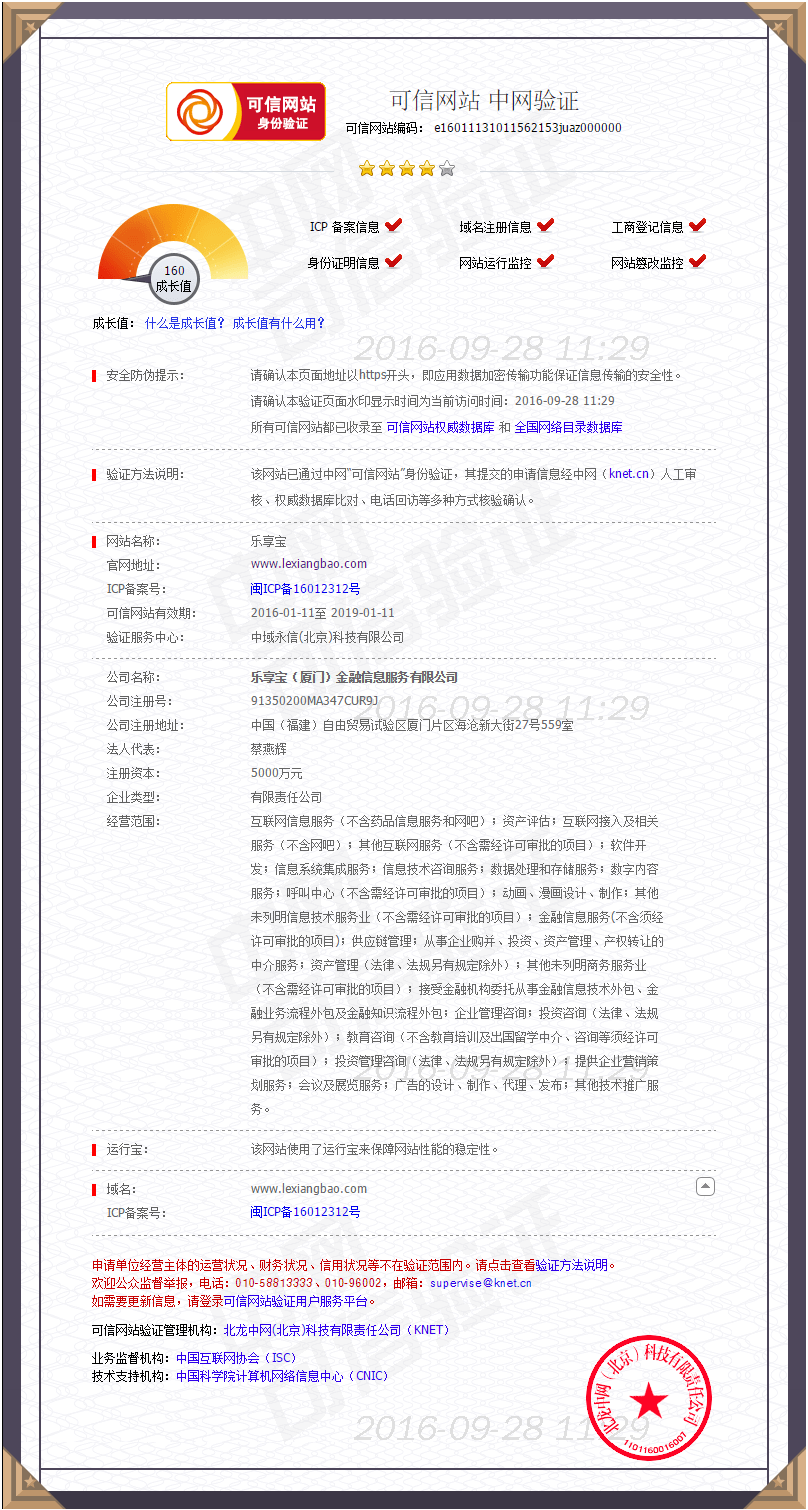 可信网站
身份验证
可信网站 中网验证
可信网站编码： e16011131011562153juaz000000
ICP 备案信息
域名注册信息
工商登记信息
身份证明信息
网站运行监控
网站篡改监控
160
成长值
成长值： 什么是成长值？ 成长值有什么用？
2016-09-28 11:29
安全防伪提示： 请确认本页面地址以https开头，即应用数据加密传输功能保证信息传输的安全性。
请确认本验证页面水印显示时间为当前访问时间：2016-09-28 11:29
所有可信网站都已收录至 可信网站权威数据库 和 全国网络目录数据库
验证方法说明： 该网站已通过中网“可信网站”身份验证，其提交的申请信息经中网（knet.cn）人工审
核、权威数据库比对、电话回访等多种方式核验确认。
网站名称： 乐享宝
官网地址： www.lexiangbao.com
ICP备案号： 闽ICP备16012312号
可信网站有效期： 2016-01-11至 2019-01-11
验证服务中心： 中域永信(北京)科技有限公司
公司名称： 乐享宝（厦门）金融信息服务有限公司
公司注册号： 91350200MA347CUR9J
2016-09-28 11:29
公司注册地址： 中国（福建）自由贸易试验区厦门片区海沧新大街27号559室
法人代表： 蔡燕辉
注册资本： 5000万元
企业类型： 有限责任公司
经营范围： 互联网信息服务（不含药品信息服务和网吧）；资产评估；互联网接入及相关
服务（不含网吧）；其他互联网服务（不含需经许可审批的项目）；软件开
发；信息系统集成服务；信息技术咨询服务；数据处理和存储服务；数字内容
服务；呼叫中心（不含需经许可审批的项目）；动画、漫画设计、制作；其他
未列明信息技术服务业（不含需经许可审批的项目）；金融信息服务(不含须经
许可审批的项目)；供应链管理；从事企业购并、投资、资产管理、产权转让的
中介服务；资产管理（法律、法规另有规定除外）；其他未列明商务服务业
（不含需经许可审批的项目）；接受金融机构委托从事金融信息技术外包、金
融业务流程外包及金融知识流程外包；企业管理咨询；投资咨询（法律、法规
另有规定除外）；教育咨询（不含教育培训及出国留学中介、咨询等须经许可
审批的项目）；投资管理咨询（法律、法规另有规定除外）；提供企业营销策
2016-09-28 11:29
划服务；会议及展览服务；广告的设计、制作、代理、发布；其他技术推广服
务。
运行宝： 该网站使用了运行宝来保障网站性能的稳定性。
域名： www.lexiangbao.com
ICP备案号： 闽ICP备16012312号
申请单位经营主体的运营状况、财务状况、信用状况等不在验证范围内。请点击查看验证方法说明。
欢迎公众监督举报，电话：010-58813333、010-96002，邮箱：supervise@knet.cn
如需要更新信息，请登录可信网站验证用户服务平台。
可信网站验证管理机构：北龙中网(北京)科技有限责任公司（KNET）
业务监督机构：中国互联网协会（ISC）
技术支持机构：中国科学院计算机网络信息中心（CNIC）
北龙中网（北京）科技有限责任公司
1101160016007
2016-09-28 11:29
中网
可信验证